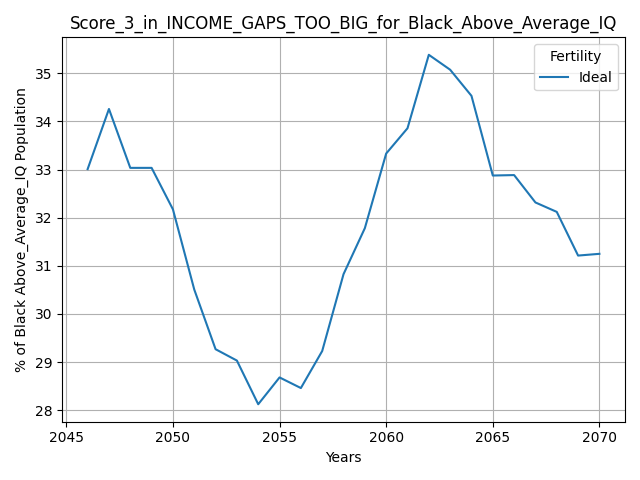 Score_3_in_INCOME_GAPS_TOO_BIG_for_Black_Above_Average_IQ
Fertility
Ideal
% of Black Above_Average_IQ Population
35
34
33
32
31
30
29
28
2045 2050 2055 2060 2065 2070
Years